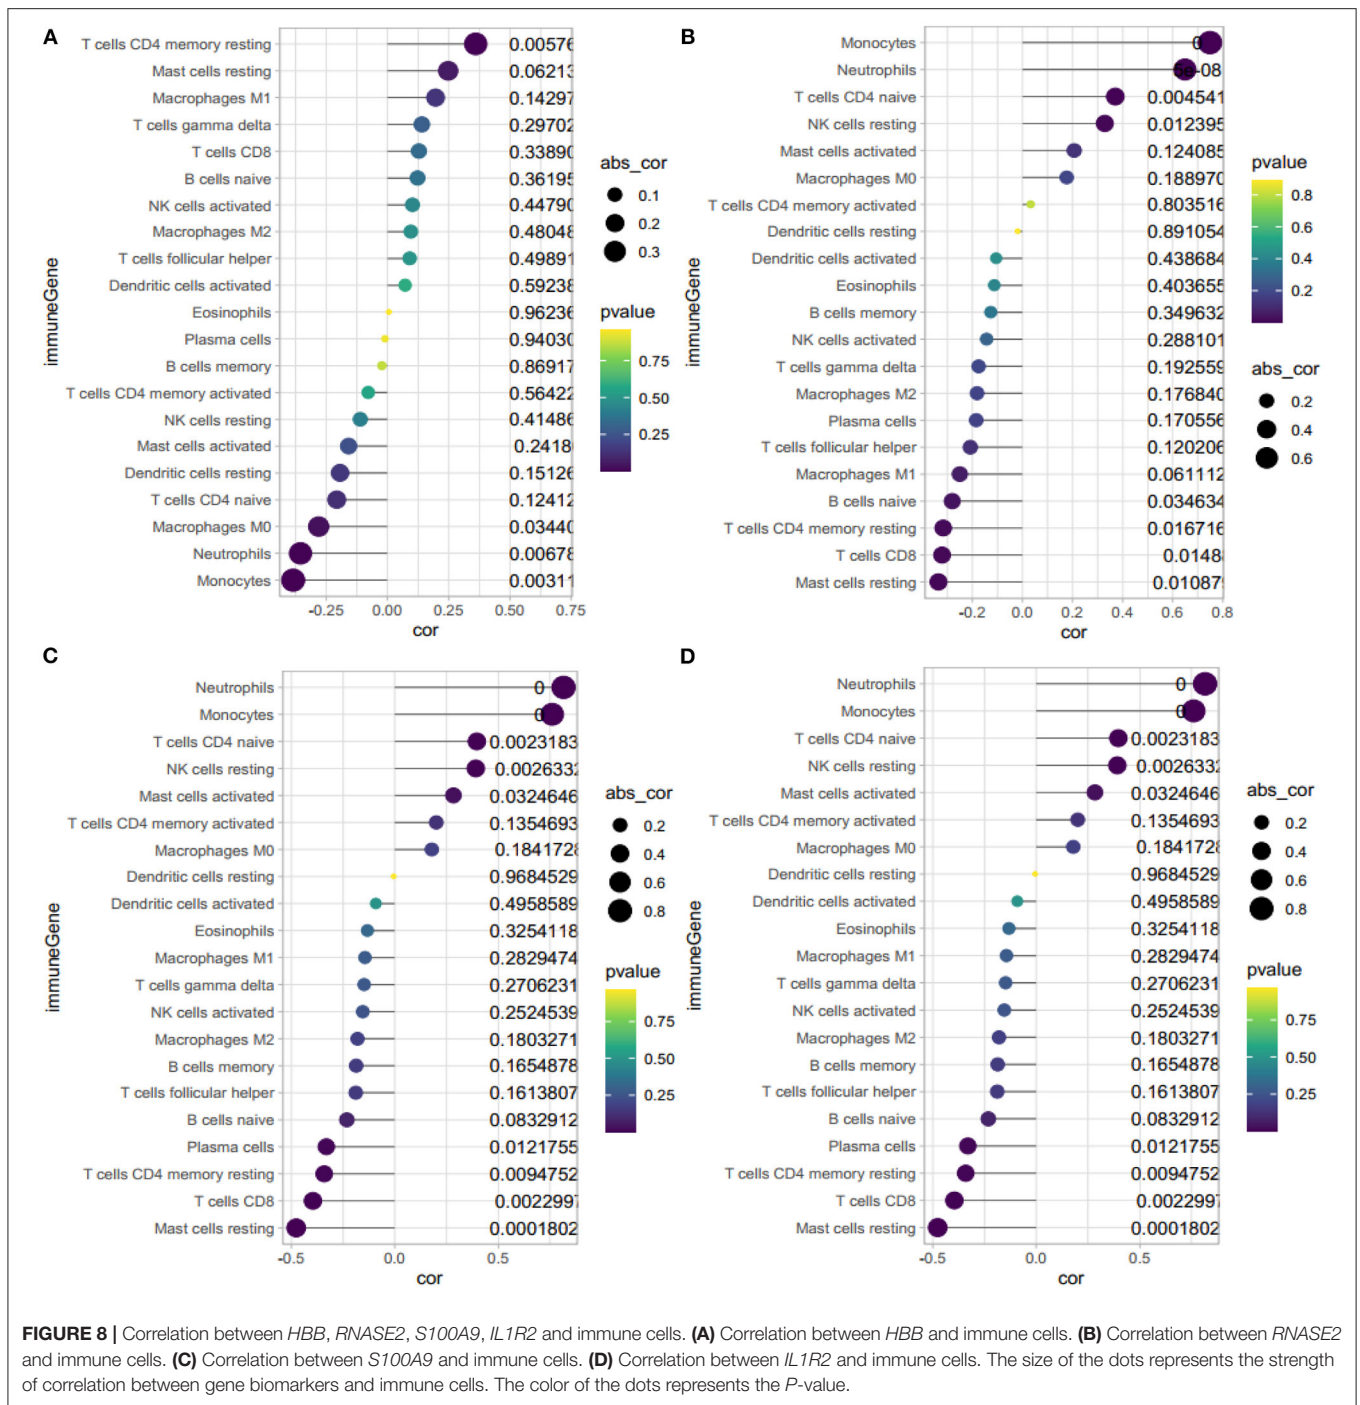 A
T cells CD4 memory resting 0.00576
Mast cells resting 0.06213
Macrophages M1 0.14297
T cells gamma delta 0.29702
T cells CD8 0.33890
B cells naive 0.36195
NK cells activated 0.44790
Macrophages M2 0.48048
T cells follicular helper 0.49891
Dendritic cells activated 0.59238
Eosinophils 0.96236
Plasma cells 0.94030
B cells memory 0.86917
T cells CD4 memory activated 0.56422
NK cells resting 0.41486
Mast cells activated 0.2418
Dendritic cells resting 0.15126
T cells CD4 naive 0.12412
Macrophages M0 0.0344
Neutrophils 0.00678
Monocytes 0.00311
immuneGene
-0.25 0.00 0.25 0.50 0.75
cor
abs_cor
0.1
0.2
0.3
pvalue
0.75
0.50
0.25
B
Monocytes 0
Neutrophils 5e-08
T cells CD4 naive 0.004541
NK cells resting 0.012395
Mast cells activated 0.124085
Macrophages M0 0.188970
T cells CD4 memory activated 0.803516
Dendritic cells resting 0.891054
Dendritic cells activated 0.438684
Eosinophils 0.403655
B cells memory 0.349632
NK cells activated 0.288101
T cells gamma delta 0.192559
Macrophages M2 0.176840
Plasma cells 0.170556
T cells follicular helper 0.120206
Macrophages M1 0.061112
B cells naive 0.034634
T cells CD4 memory resting 0.016716
T cells CD8 0.0148
Mast cells resting 0.01087
immuneGene
-0.2 0.0 0.2 0.4 0.6 0.8
cor
pvalue
0.8
0.6
0.4
0.2
abs_cor
0.2
0.4
0.6
C
Neutrophils 0
Monocytes 0
T cells CD4 naive 0.0023183
NK cells resting 0.002633
Mast cells activated 0.0324646
T cells CD4 memory activated 0.1354693
Macrophages M0 0.184172
Dendritic cells resting 0.9684529
Dendritic cells activated 0.4958589
Eosinophils 0.3254118
Macrophages M1 0.2829474
T cells gamma delta 0.2706231
NK cells activated 0.2524539
Macrophages M2 0.1803271
B cells memory 0.1654878
T cells follicular helper 0.1613807
B cells naive 0.0832912
Plasma cells 0.0121755
T cells CD4 memory resting 0.0094752
T cells CD8 0.002299
Mast cells resting 0.0001802
immuneGene
-0.5 0.0 0.5
cor
abs_cor
0.2
0.4
0.6
0.8
pvalue
0.75
0.50
0.25
D
Neutrophils 0
Monocytes 0
T cells CD4 naive 0.0023183
NK cells resting 0.002633
Mast cells activated 0.0324646
T cells CD4 memory activated 0.1354693
Macrophages M0 0.184172
Dendritic cells resting 0.9684529
Dendritic cells activated 0.4958589
Eosinophils 0.3254118
Macrophages M1 0.2829474
T cells gamma delta 0.2706231
NK cells activated 0.2524539
Macrophages M2 0.1803271
B cells memory 0.1654878
T cells follicular helper 0.1613807
B cells naive 0.0832912
Plasma cells 0.0121755
T cells CD4 memory resting 0.0094752
T cells CD8 0.002299
Mast cells resting 0.0001802
immuneGene
-0.5 0.0 0.5
cor
abs_cor
0.2
0.4
0.6
0.8
pvalue
0.75
0.50
0.25
FIGURE 8 | Correlation between HBB, RNASE2, S100A9, IL1R2 and immune cells. (A) Correlation between HBB and immune cells. (B) Correlation between RNASE2
and immune cells. (C) Correlation between S100A9 and immune cells. (D) Correlation between IL1R2 and immune cells. The size of the dots represents the strength
of correlation between gene biomarkers and immune cells. The color of the dots represents the P-value.